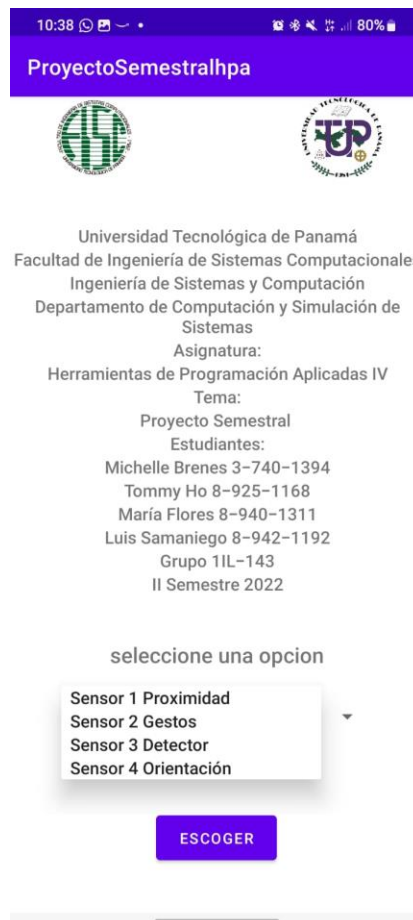 10:38 80%
ProyectoSemestralhpa
UTP
Universidad Tecnológica de Panamá
Facultad de Ingeniería de Sistemas Computacionale
Ingeniería de Sistemas y Computación
Departamento de Computación y Simulación de
Sistemas
Asignatura:
Herramientas de Programación Aplicadas IV
Tema:
Proyecto Semestral
Estudiantes:
Michelle Brenes 3-740-1394
Tommy Ho 8-925-1168
María Flores 8-940-1311
Luis Samaniego 8-942-1192
Grupo 1IL-143
II Semestre 2022
seleccione una opcion
Sensor 1 Proximidad
Sensor 2 Gestos
Sensor 3 Detector
Sensor 4 Orientación
ESCOGER